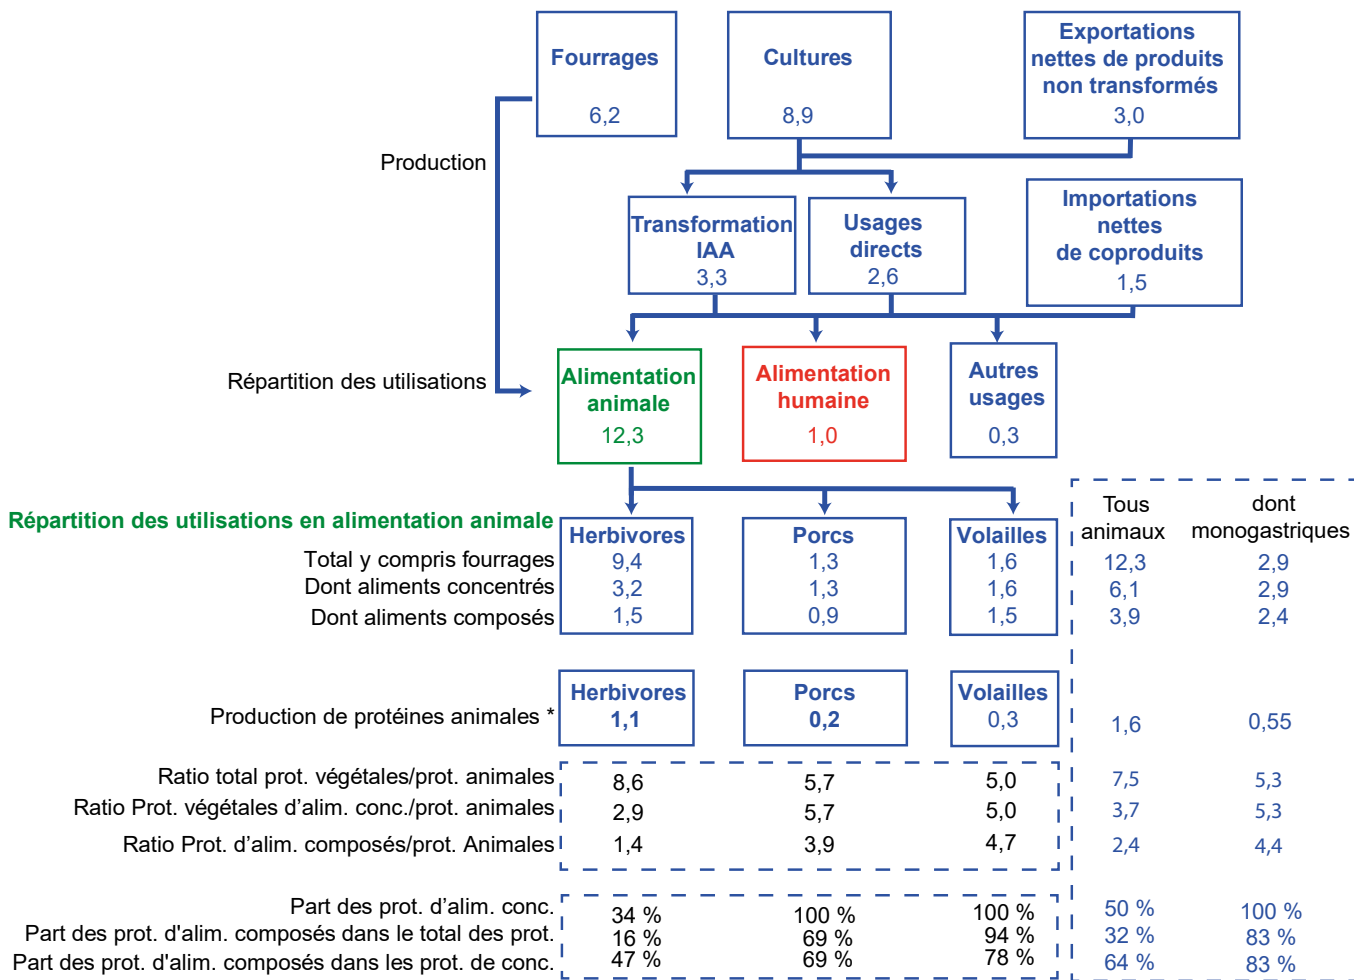 Fourrages
6,2
Cultures
8,9
Exportations
nettes de produits
non transformés
3,0
Production
Transformation
IAA
3,3
Usages
directs
2,6
Importations
nettes
de coproduits
1,5
Répartition des utilisations
Alimentation
animale
12,3
Alimentation
humaine
1,0
Autres
usages
0,3
Répartition des utilisations en alimentation animale
Herbivores Porcs Volailles Tous animaux dont monogastriques
Total y compris fourrages 9,4 1,3 1,6 12,3 2,9
Dont aliments concentrés 3,2 1,3 1,6 6,1 2,9
Dont aliments composés 1,5 0,9 1,5 3,9 2,4
Herbivores Porcs Volailles
Production de protéines animales * 1,1 0,2 0,3 1,6 0,55
Ratio total prot. végétales/prot. animales 8,6 5,7 5,0 7,5 5,3
Ratio Prot. végétales d’alim. conc./prot. animales 2,9 5,7 5,0 3,7 5,3
Ratio Prot. d’alim. composés/prot. Animales 1,4 3,9 4,7 2,4 4,4
Part des prot. d’alim. conc. 34 % 100 % 100 % 50 % 100 %
Part des prot. d'alim. composés dans le total des prot. 16 % 69 % 94 % 32 % 83 %
Part des prot. d'alim. composés dans les prot. de conc. 47 % 69 % 78 % 64 % 83 %